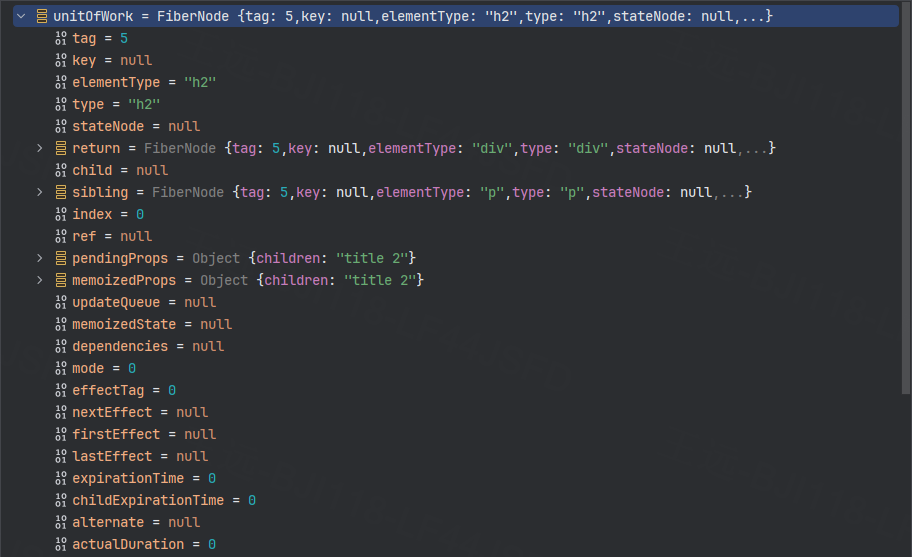 unitOfWork = FiberNode {tag: 5,key: null,elementType: "h2",type: "h2",stateNode: null,...}
tag = 5
key = null
elementType = "h2"
type = "h2"
stateNode = null
return = FiberNode {tag: 5,key: null,elementType: "div",type: "div",stateNode: null,...}
child = null
sibling = FiberNode {tag: 5,key: null,elementType: "p",type: "p",stateNode: null,...}
index = 0
ref = null
pendingProps = Object {children: "title 2"}
memoizedProps = Object {children: "title 2"}
updateQueue = null
memoizedState = null
dependencies = null
mode = 0
effectTag = 0
nextEffect = null
firstEffect = null
lastEffect = null
expirationTime = 0
childExpirationTime = 0
alternate = null
actualDuration = 0